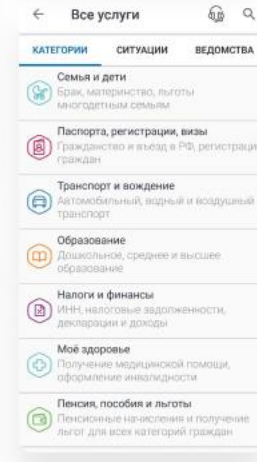 Все услуги
КАТЕГОРИИ СИТУАЦИИ ВЕДОМСТВА
Семья и дети
Брак, материнство, льготы
многодетным семьям
Паспорта, регистрации, визы
Гражданство и въезд в РФ, регистраци
граждан
Транспорт и вождение
Автомобильный, водный и воздушный
транспорт
Образование
Дошкольное, среднее и высшее
образование
Налоги и финансы
ИНН, налоговые задолженности,
декларации и доходы
Моё здоровье
Получение медицинской помощи,
оформление инвалидности
Пенсия, пособия и льготы
Пенсионные начисления и получение
льгот для всех категорий граждан